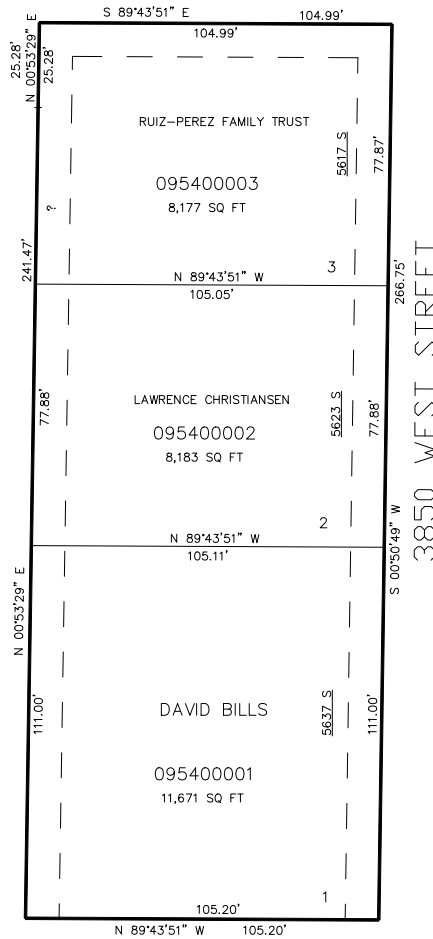 S 89°43'51" E 104.99'
104.99'
25.28'
N 00°53'29" E
25.28'
RUIZ-PEREZ FAMILY TRUST
5617 S
77.87'
095400003
8,177 SQ FT
?
241.47'
N 89°43'51" W
3
105.05'
266.75'
3850 WEST STREET
77.88'
LAWRENCE CHRISTIANSEN
5623 S
77.88'
095400002
8,183 SQ FT
2
N 89°43'51" W
105.11'
S 00°50'49" W
N 00°53'29" E
111.00'
DAVID BILLS
5637 S
111.00'
095400001
11,671 SQ FT
1
105.20'
N 89°43'51" W 105.20'